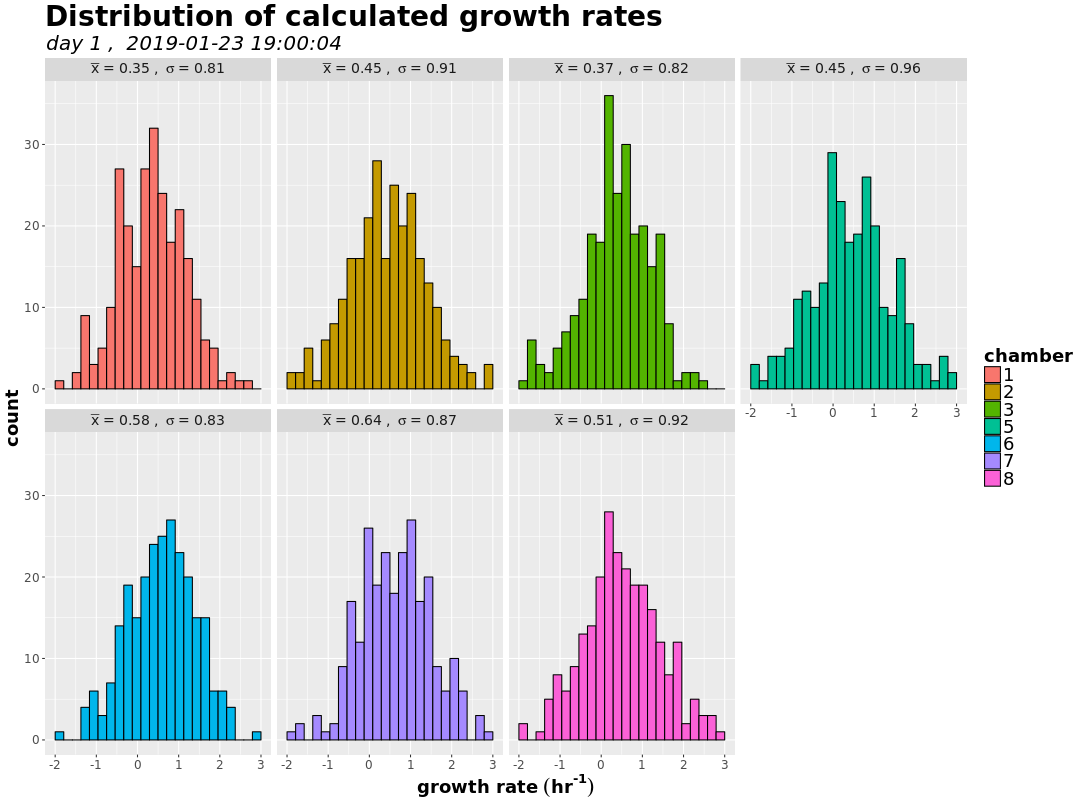 Distribution of calculated growth rates
day 1 ,  2019-01-23 19:00:04
x̅ = 0.35 ,  σ = 0.81
x̅ = 0.45 ,  σ = 0.91
x̅ = 0.37 ,  σ = 0.82
x̅ = 0.45 ,  σ = 0.96
30
20
10
0
-2 -1 0 1 2 3
count
x̅ = 0.58 ,  σ = 0.83
x̅ = 0.64 ,  σ = 0.87
x̅ = 0.51 ,  σ = 0.92
30
20
10
0
-2 -1 0 1 2 3
-2 -1 0 1 2 3
-2 -1 0 1 2 3
growth rate (hr⁻¹)
chamber
1
2
3
5
6
7
8